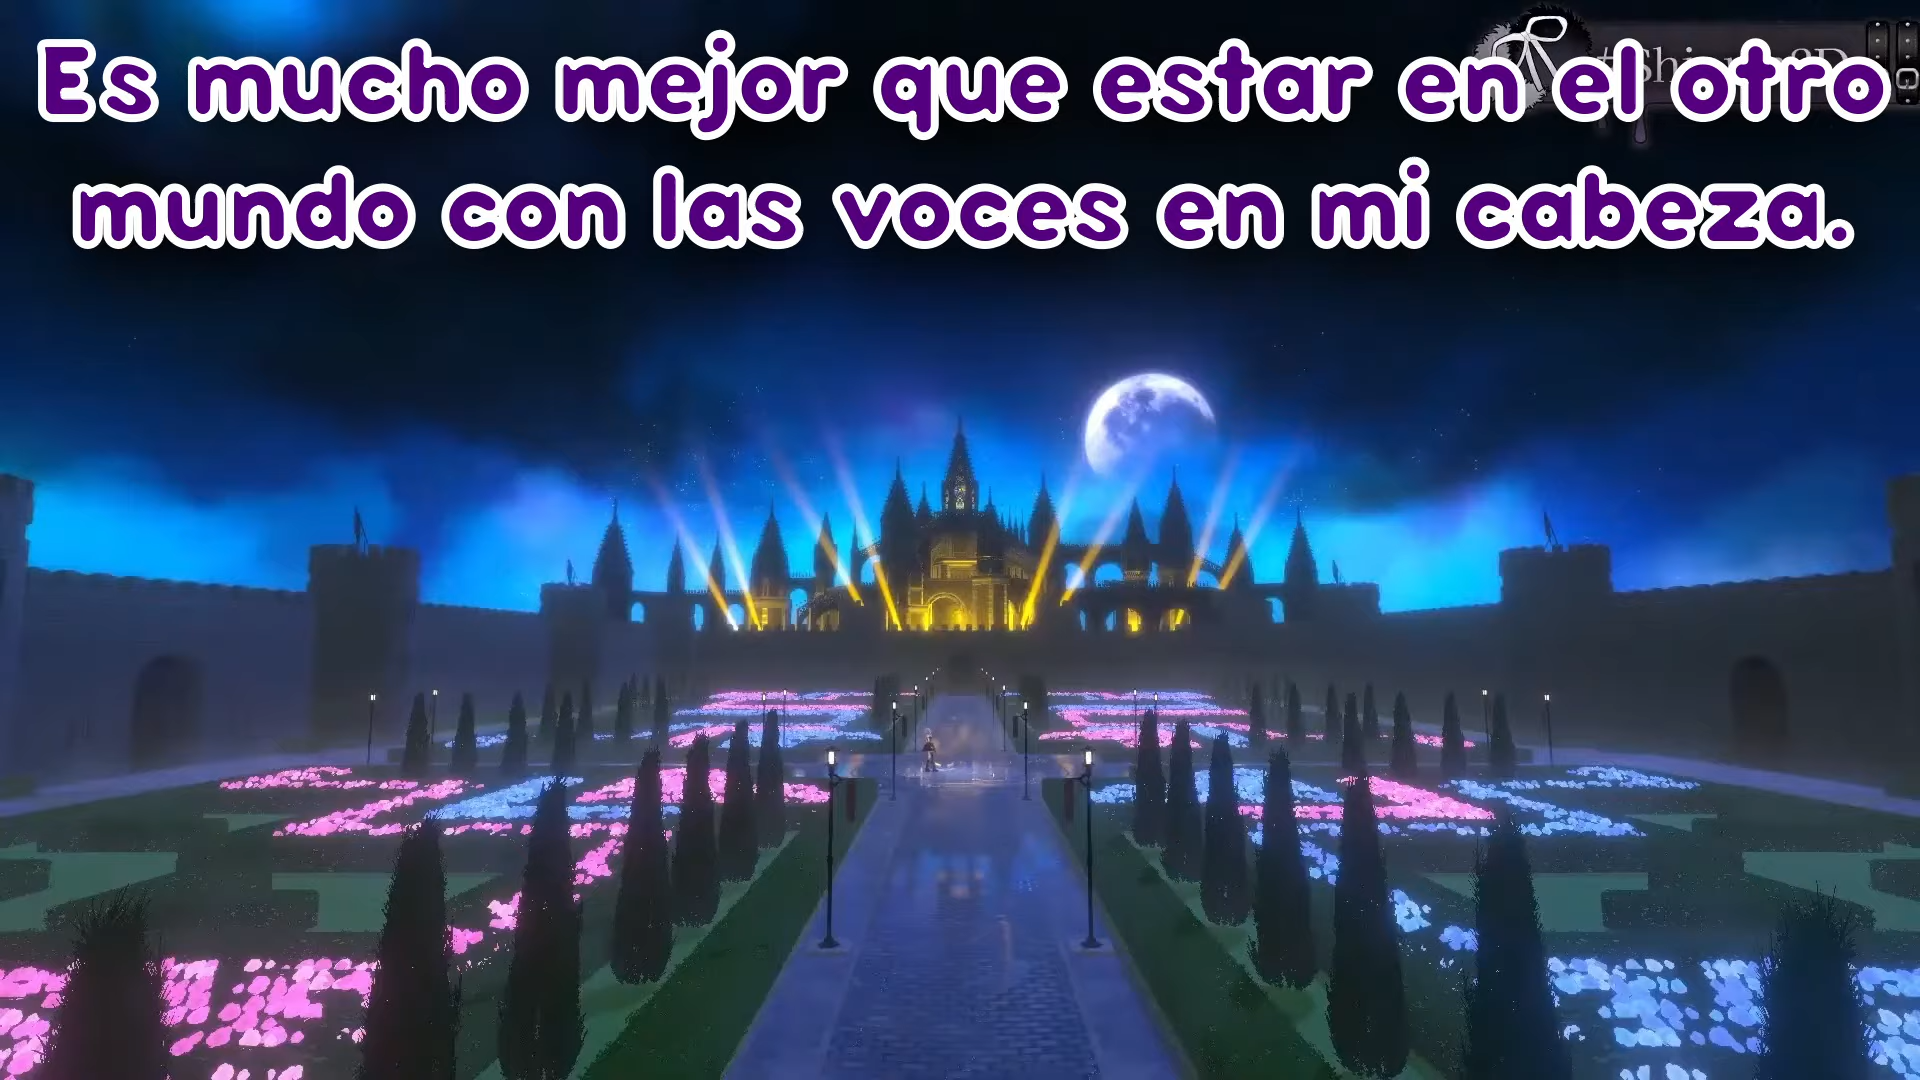 Es mucho mejor que estar en el otro
mundo con las voces en mi cabeza.